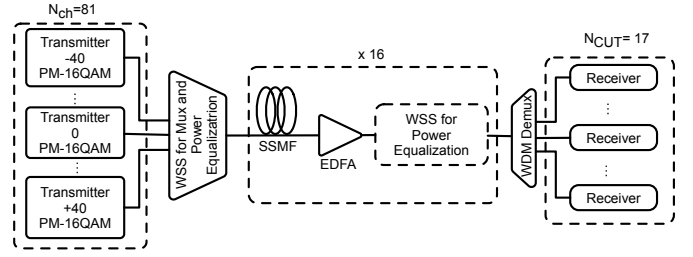 N_ch=81
Transmitter
-40
PM-16QAM
...
Transmitter
0
PM-16QAM
...
Transmitter
+40
PM-16QAM
WSS for Mux and
Power
Equalizatrion
x 16
SSMF
EDFA
WSS for
Power
Equalization
WDM Demux
N_CUT= 17
Receiver
...
Receiver
...
Receiver